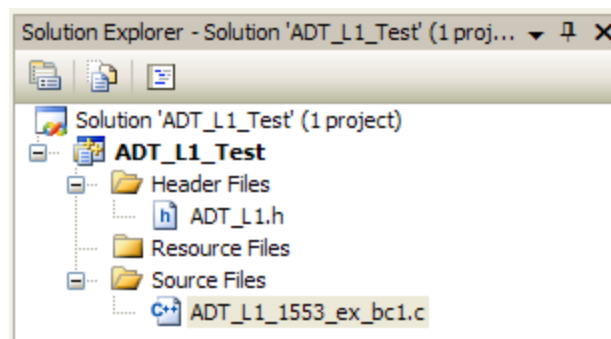 Solution Explorer - Solution 'ADT_L1_Test' (1 proj...
Solution 'ADT_L1_Test' (1 project)
ADT_L1_Test
Header Files
h ADT_L1.h
Resource Files
Source Files
C++ ADT_L1_1553_ex_bc1.c